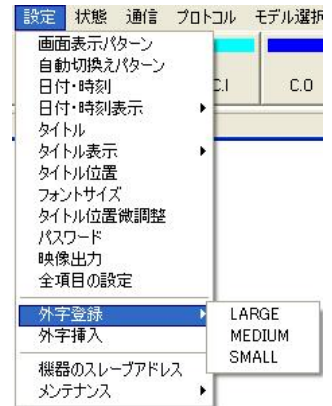 設定 状態 通信 プロトコル モデル選択
画面表示パターン
自動切換えパターン
日付・時刻
日付・時刻表示
タイトル
タイトル表示
タイトル位置
フォントサイズ
タイトル位置微調整
パスワード
映像出力
全項目の設定
外字登録
外字挿入
機器のスレーブアドレス
メンテナンス
C.I C.O
LARGE
MEDIUM
SMALL